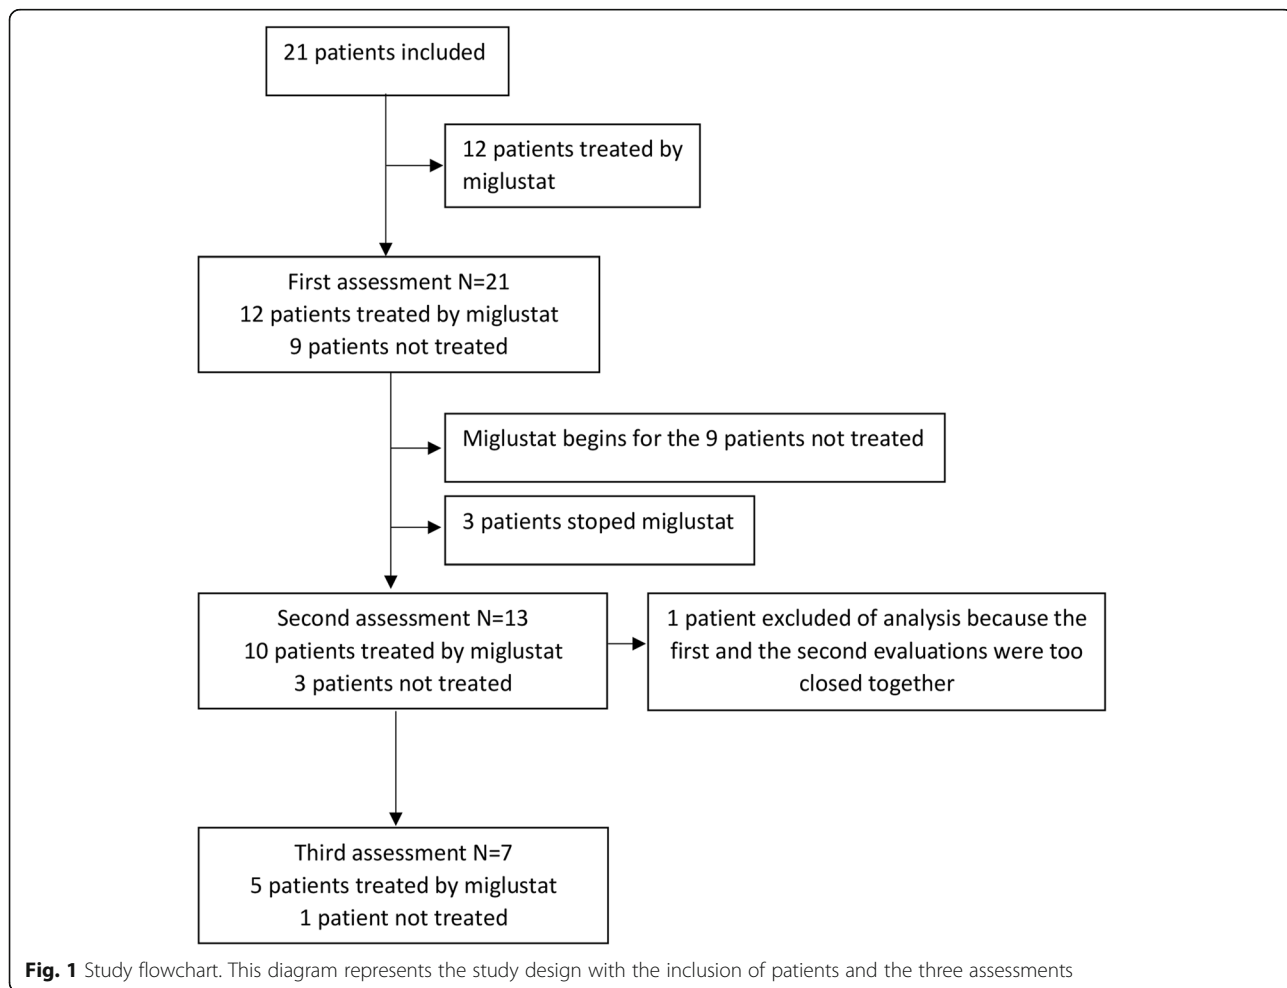 21 patients included
12 patients treated by
miglustat
First assessment N=21
12 patients treated by miglustat
9 patients not treated
Miglustat begins for the 9 patients not treated
3 patients stoped miglustat
Second assessment N=13
10 patients treated by miglustat
3 patients not treated
1 patient excluded of analysis because the
first and the second evaluations were too
closed together
Third assessment N=7
5 patients treated by miglustat
1 patient not treated
Fig. 1 Study flowchart. This diagram represents the study design with the inclusion of patients and the three assessments